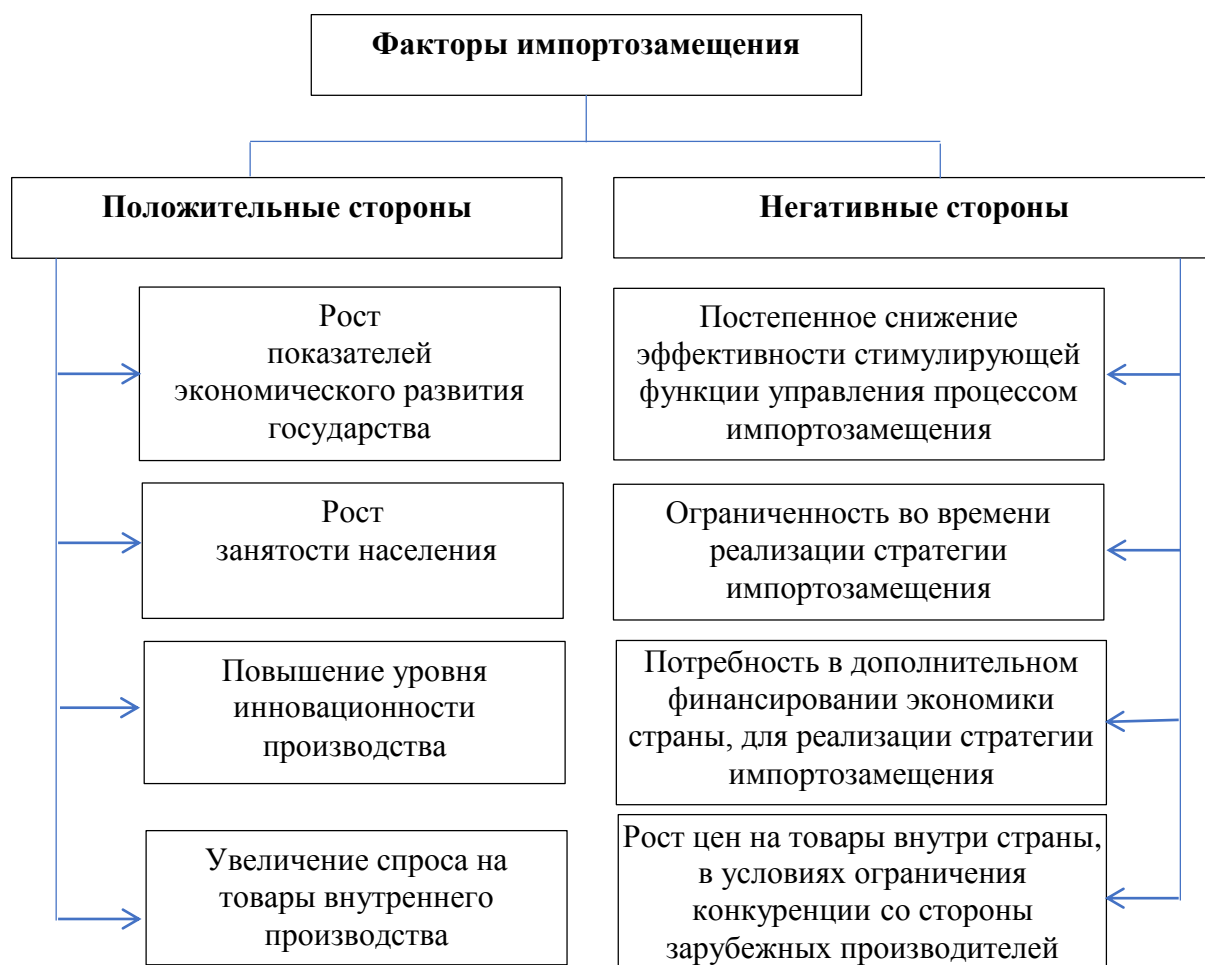 Факторы импортозамещения
Положительные стороны
Негативные стороны
Рост
показателей
экономического развития
государства
Рост
занятости населения
Повышение уровня
инновационности
производства
Увеличение спроса на
товары внутреннего
производства
Постепенное снижение
эффективности стимулирующей
функции управления процессом
импортозамещения
Ограниченность во времени
реализации стратегии
импортозамещения
Потребность в дополнительном
финансировании экономики
страны, для реализации стратегии
импортозамещения
Рост цен на товары внутри страны,
в условиях ограничения
конкуренции со стороны
зарубежных производителей